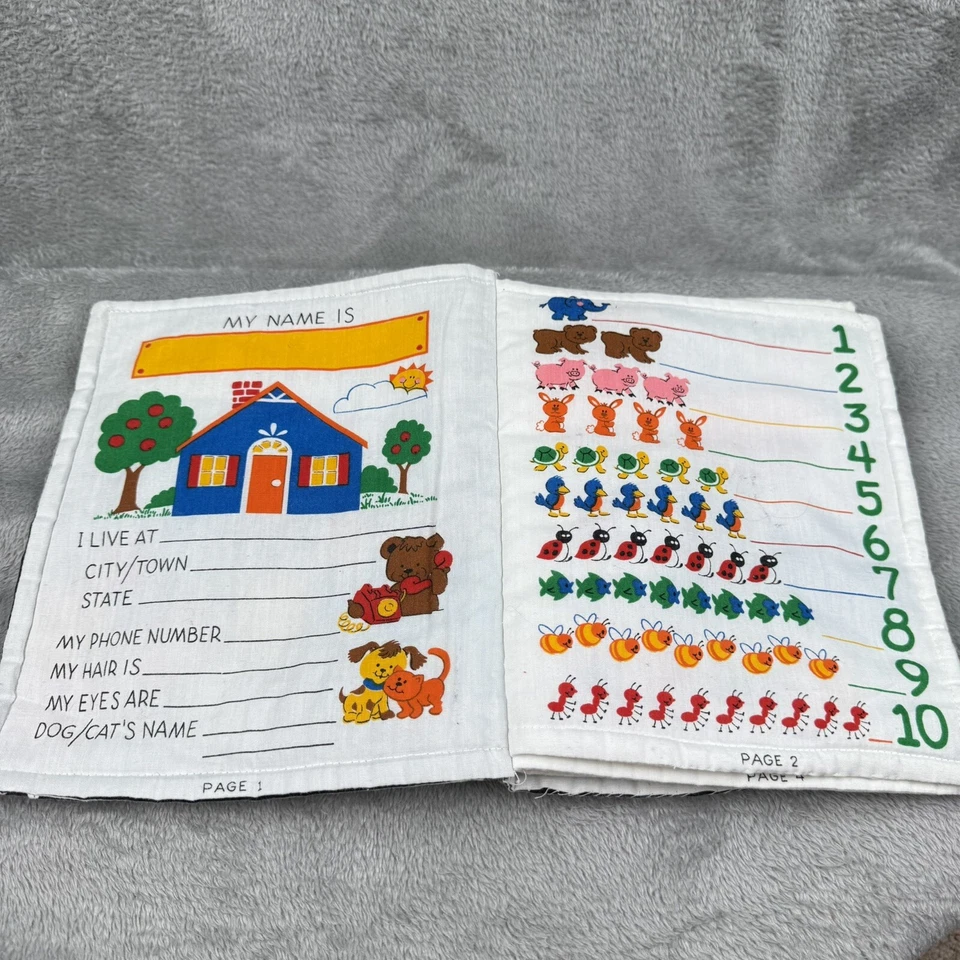 MY NAME IS
I LIVE AT
CITY/TOWN
STATE
MY PHONE NUMBER
MY HAIR IS
MY EYES ARE
DOG/CAT'S NAME
PAGE 1
1
2
3
4
5
6
7
8
9
10
PAGE 2
PAGE 4